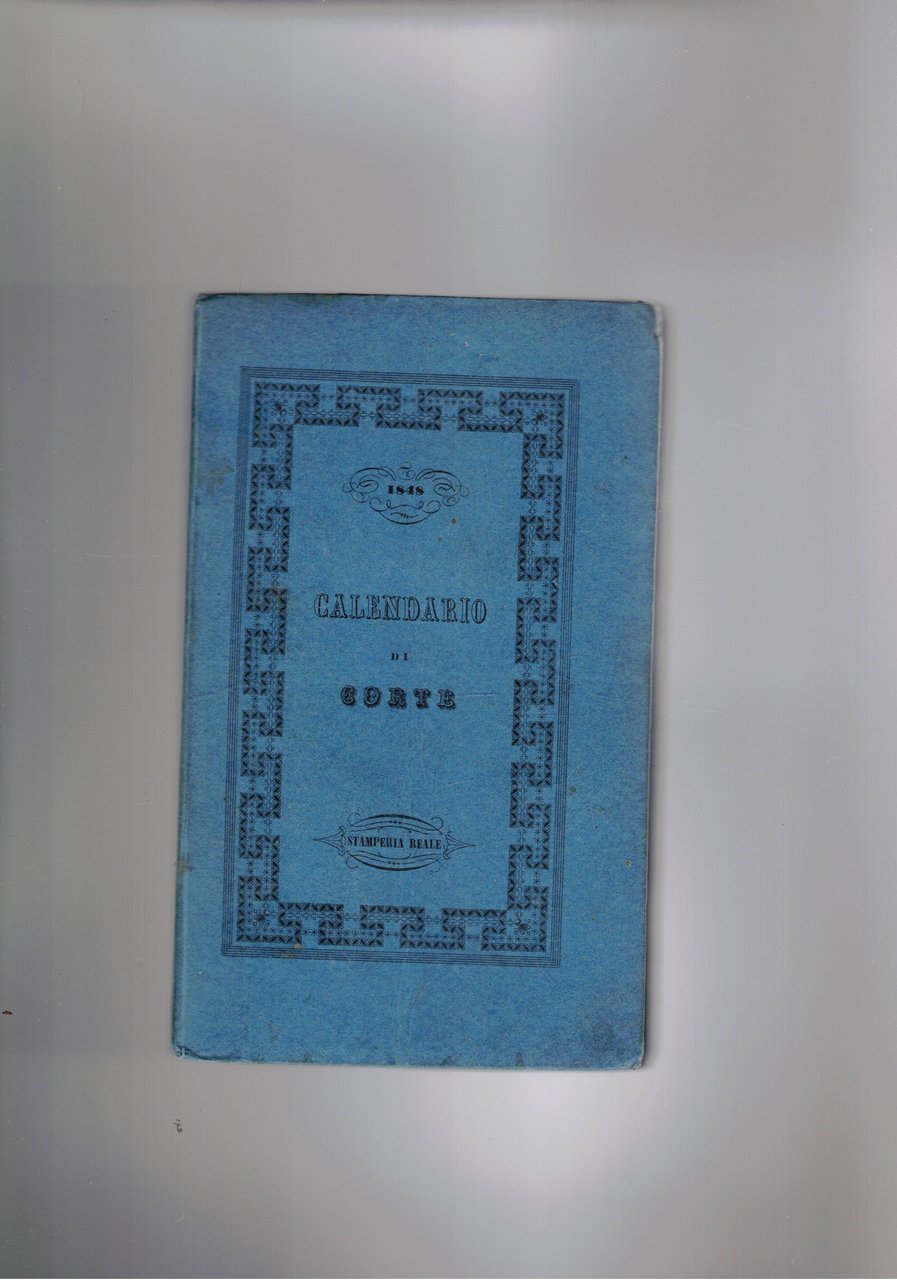 1848
CALENDARIO
DI
CORTE
STAMPERIA REALE